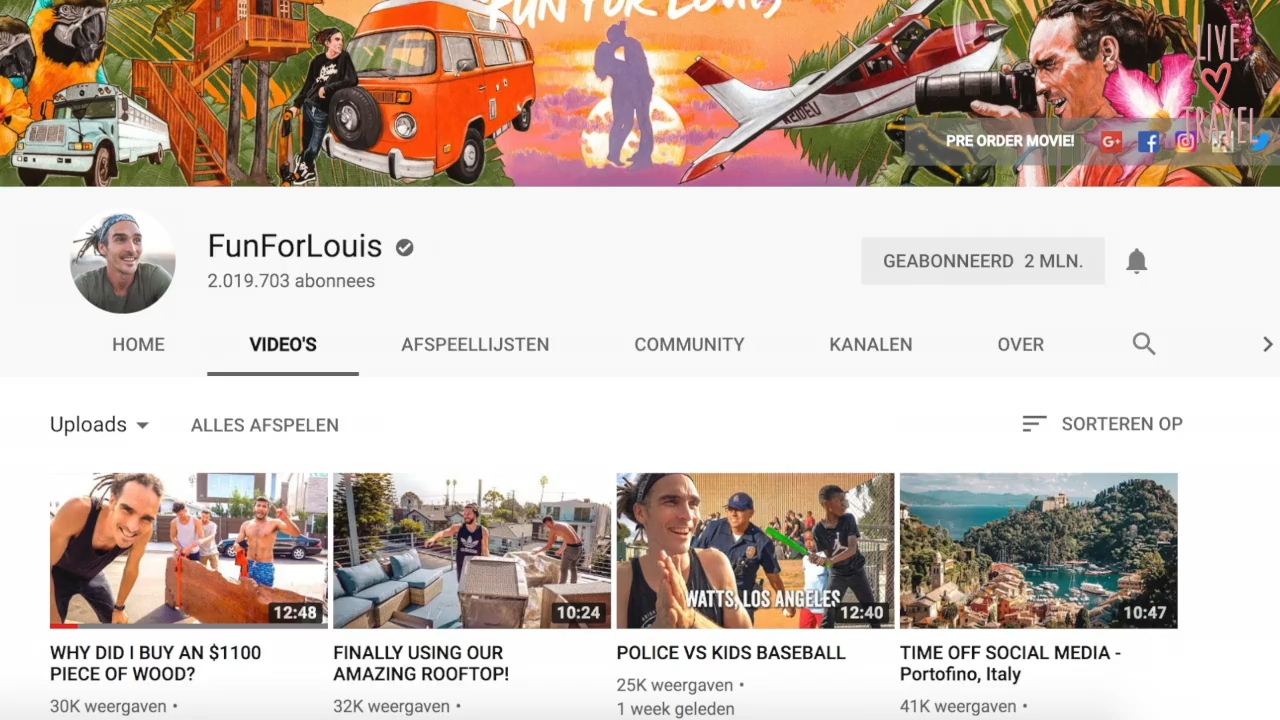 FUN FOR LOUIS
LIVE
TRAVEL
N210EU
PRE ORDER MOVIE!
G+
FunForLouis
2.019.703 abonnees
GEABONNEERD 2 MLN.
HOME
VIDEO'S
AFSPEELLIJSTEN
COMMUNITY
KANALEN
OVER
Uploads
ALLES AFSPELEN
SORTEREN OP
12:48
10:24
WATTS, LOS ANGELES
12:40
10:47
WHY DID I BUY AN $1100
PIECE OF WOOD?
30K weergaven •
FINALLY USING OUR
AMAZING ROOFTOP!
32K weergaven •
POLICE VS KIDS BASEBALL
25K weergaven •
1 week geleden
TIME OFF SOCIAL MEDIA -
Portofino, Italy
41K weergaven •